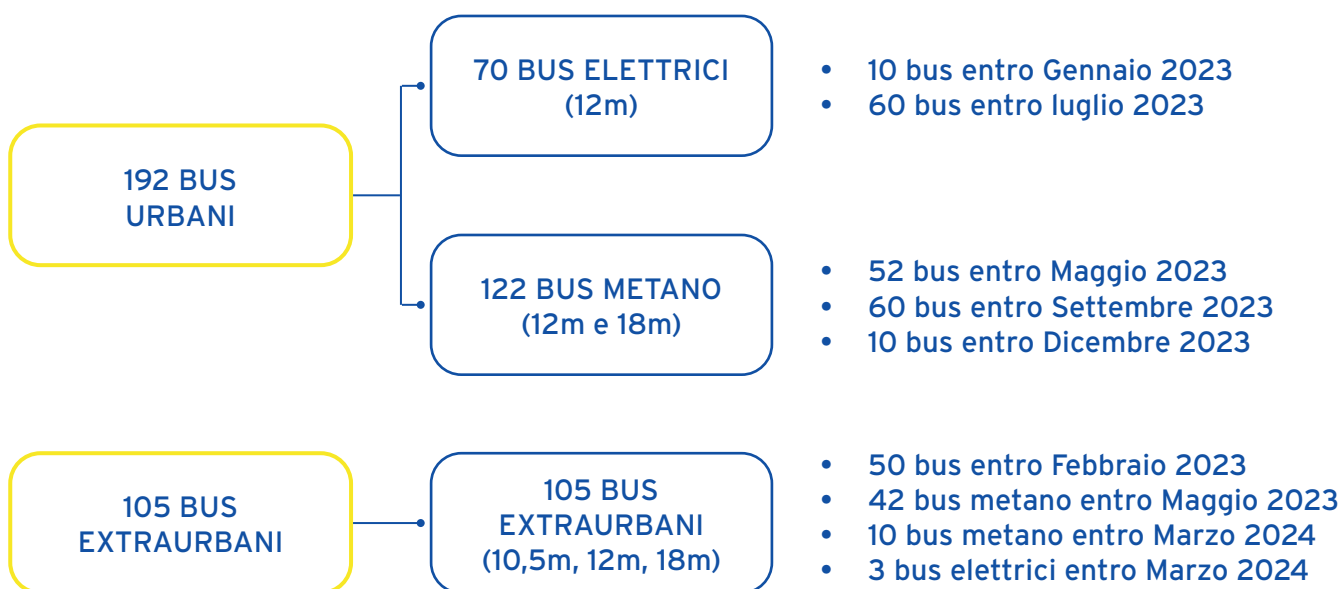 192 BUS
URBANI
70 BUS ELETTRICI
(12m)
• 10 bus entro Gennaio 2023
• 60 bus entro luglio 2023
122 BUS METANO
(12m e 18m)
• 52 bus entro Maggio 2023
• 60 bus entro Settembre 2023
• 10 bus entro Dicembre 2023
105 BUS
EXTRAURBANI
105 BUS
EXTRAURBANI
(10,5m, 12m, 18m)
• 50 bus entro Febbraio 2023
• 42 bus metano entro Maggio 2023
• 10 bus metano entro Marzo 2024
• 3 bus elettrici entro Marzo 2024